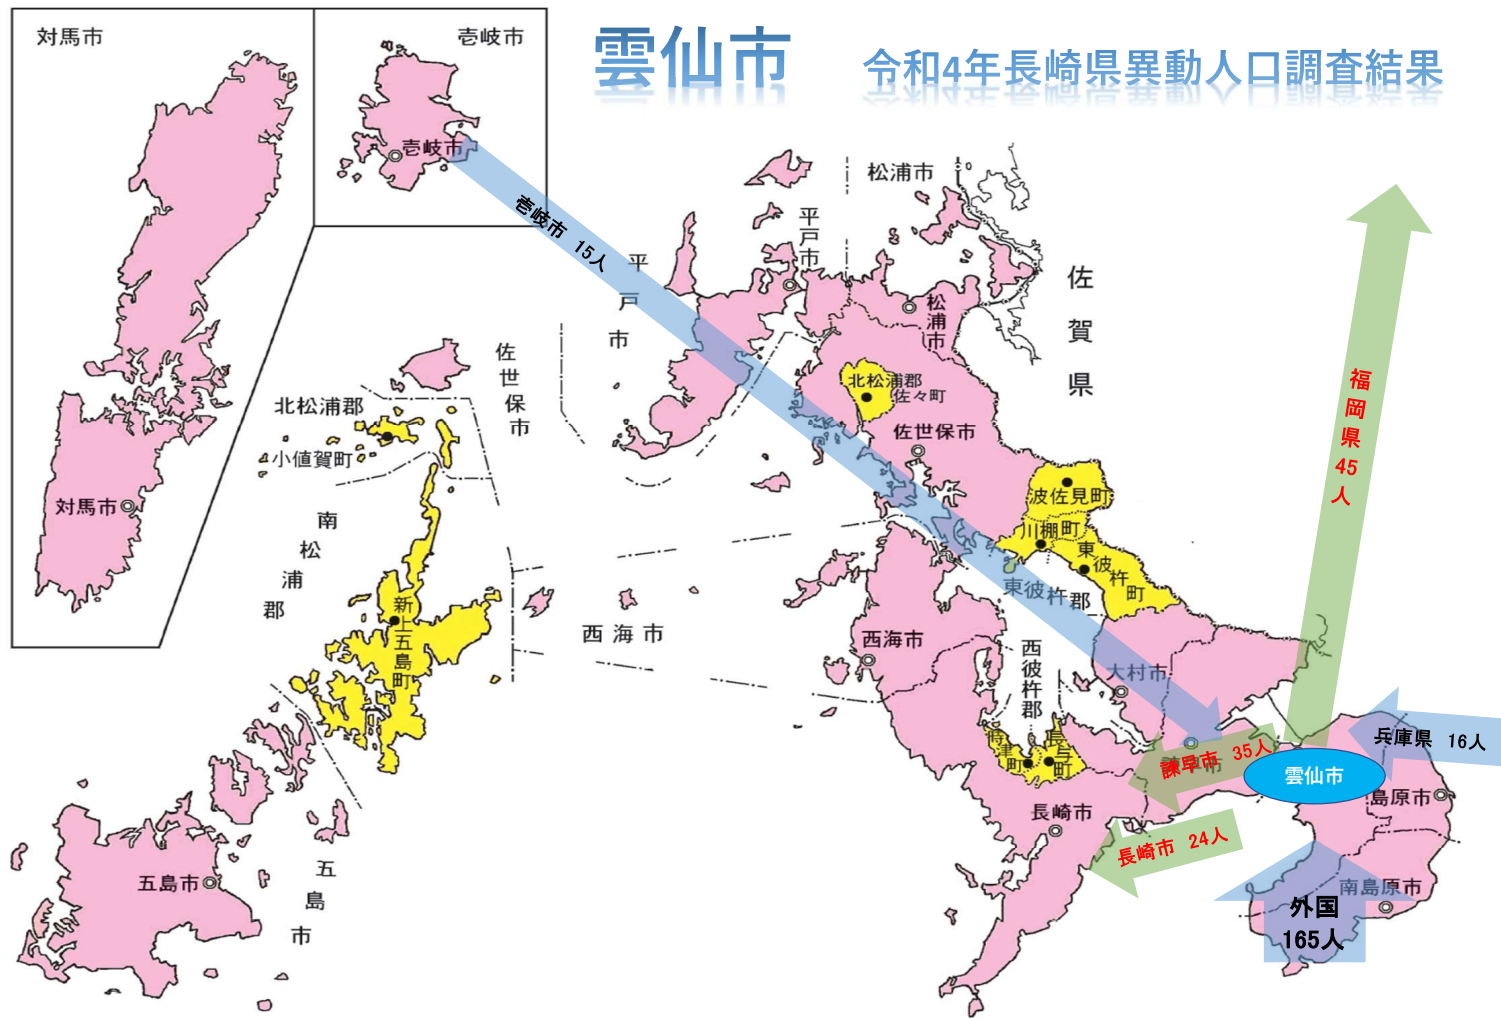 雲仙市
令和4年長崎県異動人口調査結果
対馬市
壱岐市
壱岐市
壱岐市 15人
松浦市
平戸市
平戸市
佐賀県
松浦市
佐世保市
北松浦郡
小値賀町
北松浦郡
佐々町
佐世保市
福岡県45人
対馬市
波佐見町
川棚町
東彼杵町
東彼杵郡
南松浦郡
新上五島町
西海市
西海市
西彼杵郡
大村市
時津町
長与町
諫早市 35人
兵庫県 16人
雲仙市
島原市
長崎市
長崎市 24人
五島市
五島市
南島原市
外国
165人